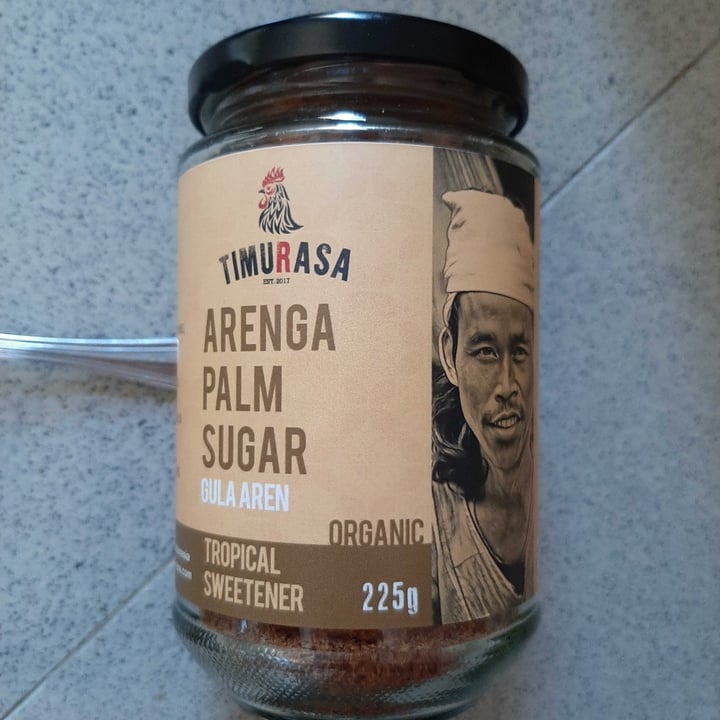 TIMURASA
EST. 2017
ARENGA
PALM
SUGAR
GULA AREN
ORGANIC
TROPICAL
SWEETENER
225g